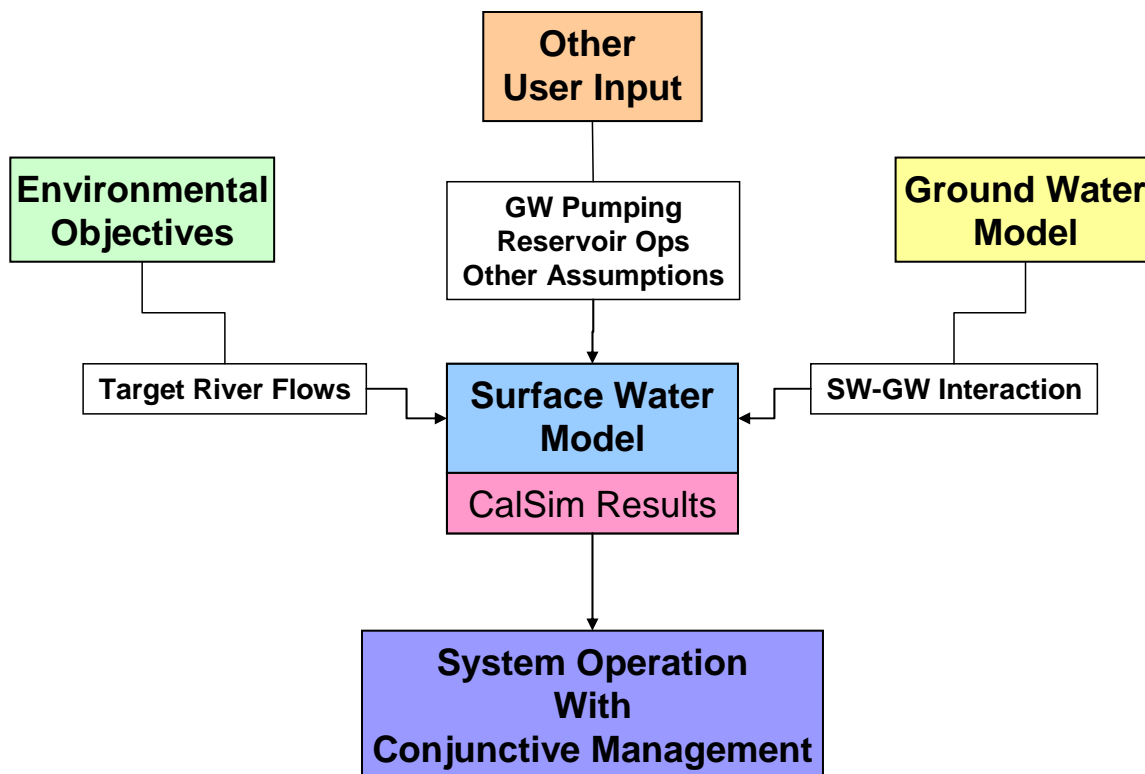 Other
User Input
Environmental
Objectives
GW Pumping
Reservoir Ops
Other Assumptions
Ground Water
Model
Target River Flows
Surface Water
Model
SW-GW Interaction
CalSim Results
System Operation
With
Conjunctive Management